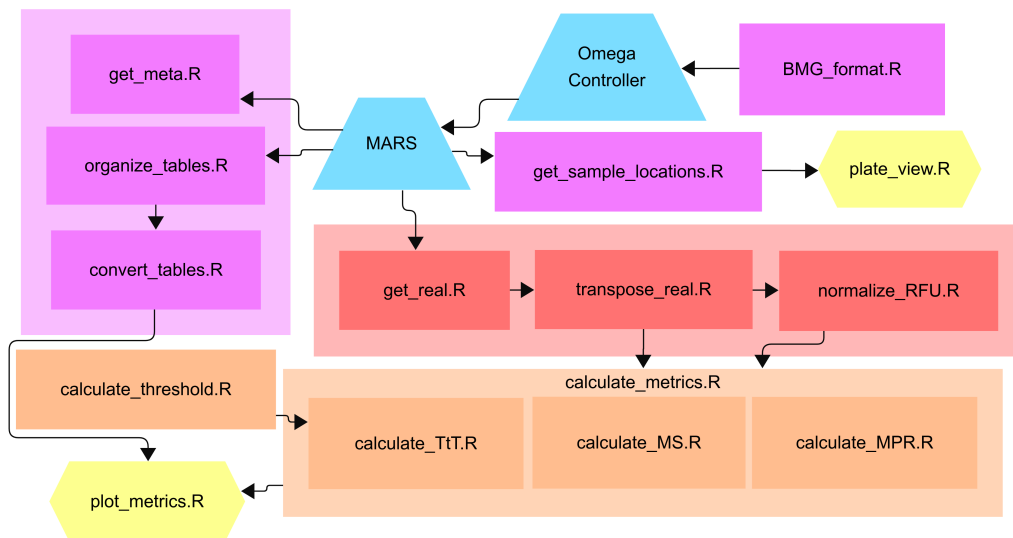 Omega
Controller
BMG_format.R
get_meta.R
MARS
organize_tables.R
get_sample_locations.R
plate_view.R
convert_tables.R
get_real.R
transpose_real.R
normalize_RFU.R
calculate_threshold.R
calculate_metrics.R
calculate_TtT.R
calculate_MS.R
calculate_MPR.R
plot_metrics.R